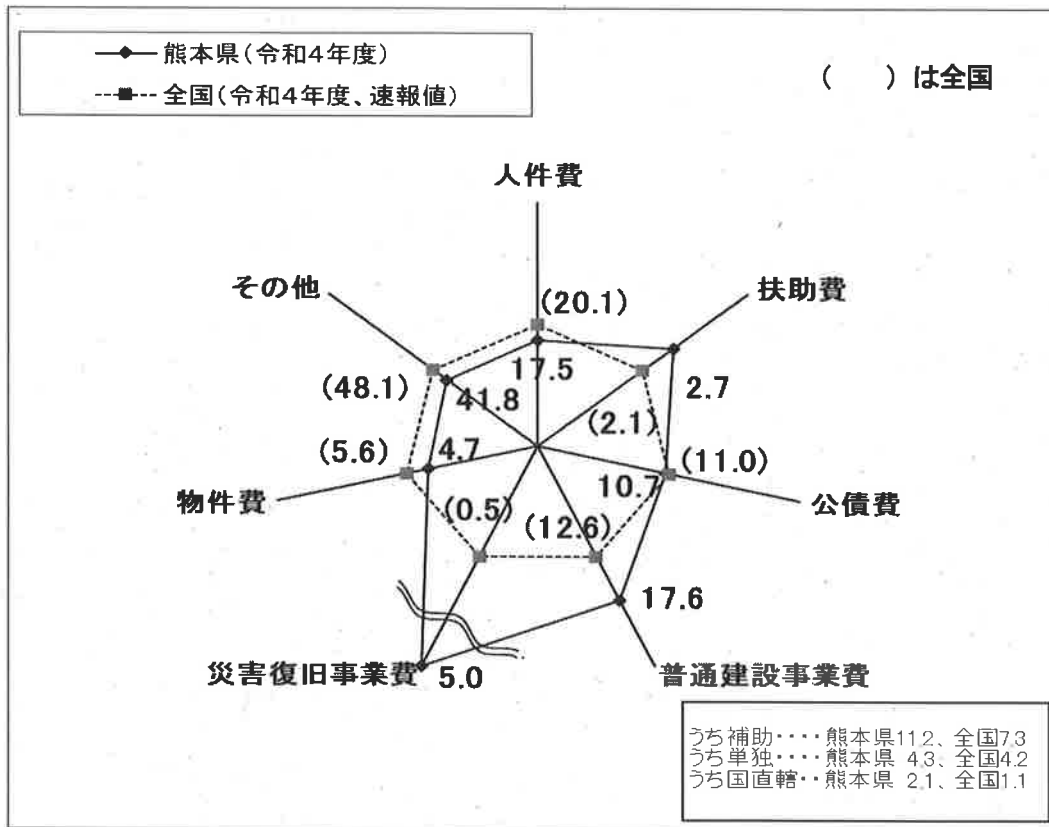 熊本県(令和4年度)
全国(令和4年度、速報値)
(　　)は全国
人件費
その他
扶助費
(20.1)
17.5
(48.1)
41.8
2.7
(2.1)
(5.6)
4.7
(11.0)
10.7
物件費
公債費
(0.5)
(12.6)
17.6
災害復旧事業費
5.0
普通建設事業費
うち補助・・・・熊本県11.2、全国7.3
うち単独・・・・熊本県 4.3、全国4.2
うち国直轄・・熊本県 2.1、全国1.1